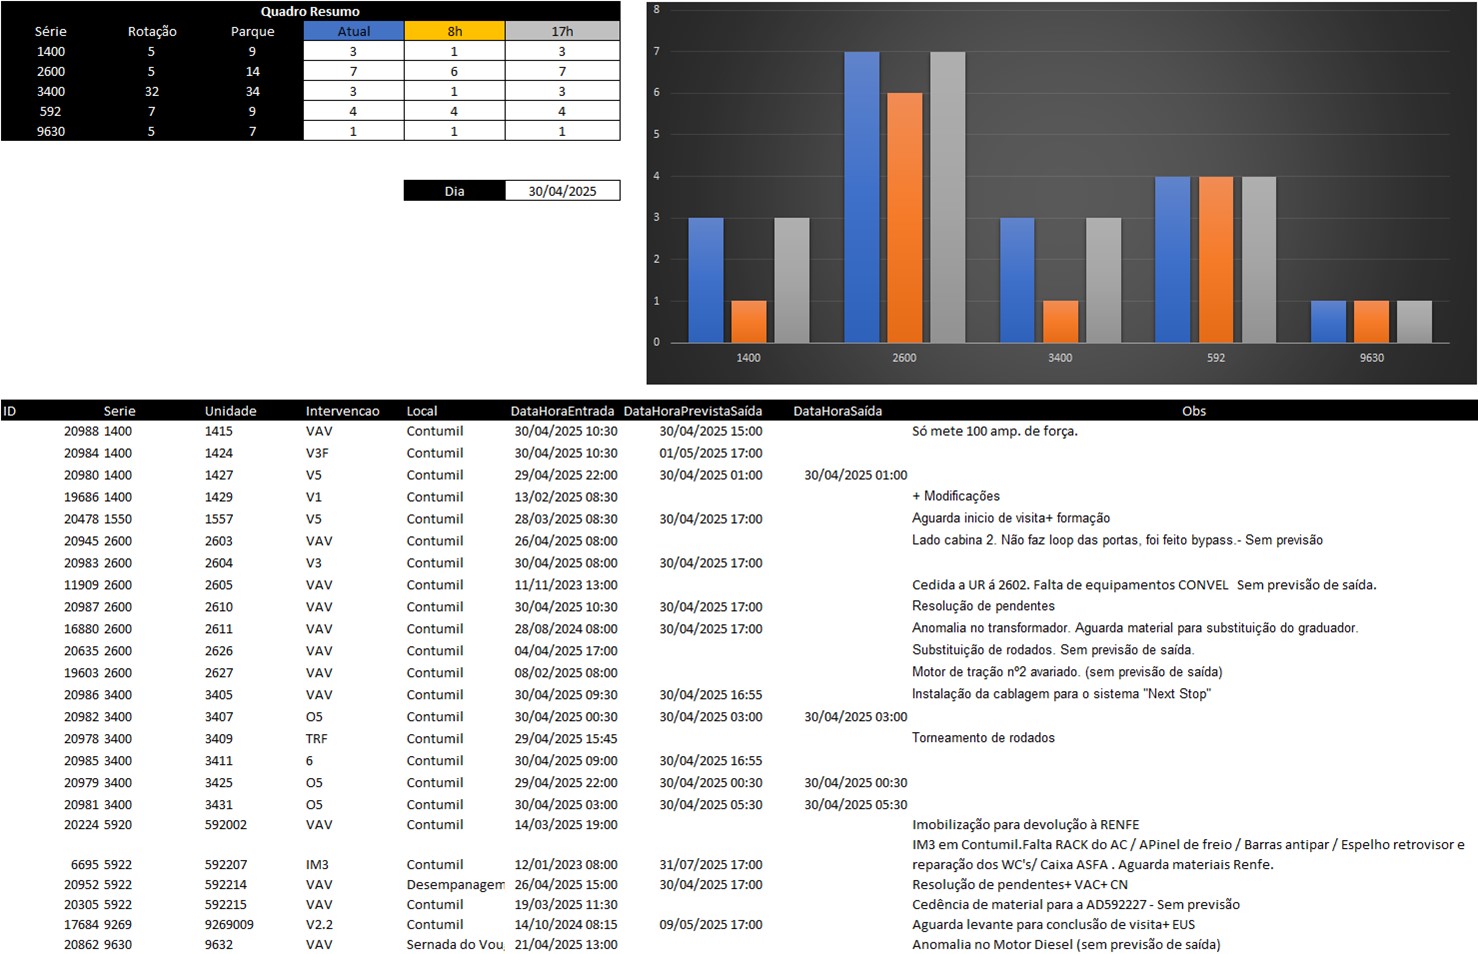 Quadro Resumo
Série Rotação Parque Atual 8h 17h
1400 5 9 3 1 3
2600 5 14 7 6 7
3400 32 34 3 1 3
592 7 9 4 4 4
9630 5 7 1 1 1
Dia 30/04/2025
8
7
6
5
4
3
2
1
0
1400 2600 3400 592 9630
ID Serie Unidade Intervencao Local DataHoraEntrada DataHoraPrevistaSaída DataHoraSaída Obs
20988 1400 1415 VAV Contumil 30/04/2025 10:30 30/04/2025 15:00 Só mete 100 amp. de força.
20984 1400 1424 V3F Contumil 30/04/2025 10:30 01/05/2025 17:00
20980 1400 1427 V5 Contumil 29/04/2025 22:00 30/04/2025 01:00 30/04/2025 01:00
19686 1400 1429 V1 Contumil 13/02/2025 08:30 + Modificações
20478 1550 1557 V5 Contumil 28/03/2025 08:30 30/04/2025 17:00 Aguarda inicio de visita+ formação
20945 2600 2603 VAV Contumil 26/04/2025 08:00 Lado cabina 2. Não faz loop das portas, foi feito bypass.- Sem previsão
20983 2600 2604 V3 Contumil 30/04/2025 08:00 30/04/2025 17:00
11909 2600 2605 VAV Contumil 11/11/2023 13:00 Cedida a UR á 2602. Falta de equipamentos CONVEL Sem previsão de saída.
20987 2600 2610 VAV Contumil 30/04/2025 10:30 30/04/2025 17:00 Resolução de pendentes
16880 2600 2611 VAV Contumil 28/08/2024 08:00 30/04/2025 17:00 Anomalia no transformador. Aguarda material para substituição do graduador.
20635 2600 2626 VAV Contumil 04/04/2025 17:00 Substituição de rodados. Sem previsão de saída.
19603 2600 2627 VAV Contumil 08/02/2025 08:00 Motor de tração nº2 avariado. (sem previsão de saída)
20986 3400 3405 VAV Contumil 30/04/2025 09:30 30/04/2025 16:55 Instalação da cablagem para o sistema "Next Stop"
20982 3400 3407 O5 Contumil 30/04/2025 00:30 30/04/2025 03:00 30/04/2025 03:00
20978 3400 3409 TRF Contumil 29/04/2025 15:45 Torneamento de rodados
20985 3400 3411 6 Contumil 30/04/2025 09:00 30/04/2025 16:55
20979 3400 3425 O5 Contumil 29/04/2025 22:00 30/04/2025 00:30 30/04/2025 00:30
20981 3400 3431 O5 Contumil 30/04/2025 03:00 30/04/2025 05:30 30/04/2025 05:30
20224 5920 592002 VAV Contumil 14/03/2025 19:00 Imobilização para devolução à RENFE
IM3 em Contumil.Falta RACK do AC / APinel de freio / Barras antipar / Espelho retrovisor e
6695 5922 592207 IM3 Contumil 12/01/2023 08:00 31/07/2025 17:00 reparação dos WC's/ Caixa ASFA . Aguarda materiais Renfe.
20952 5922 592214 VAV Desempanagem 26/04/2025 15:00 30/04/2025 17:00 Resolução de pendentes+ VAC+ CN
20305 5922 592215 VAV Contumil 19/03/2025 11:30 Cedência de material para a AD592227 - Sem previsão
17684 9269 9269009 V2.2 Contumil 14/10/2024 08:15 09/05/2025 17:00 Aguarda levante para conclusão de visita+ EUS
20862 9630 9632 VAV Sernada do Vou 21/04/2025 13:00 Anomalia no Motor Diesel (sem previsão de saída)